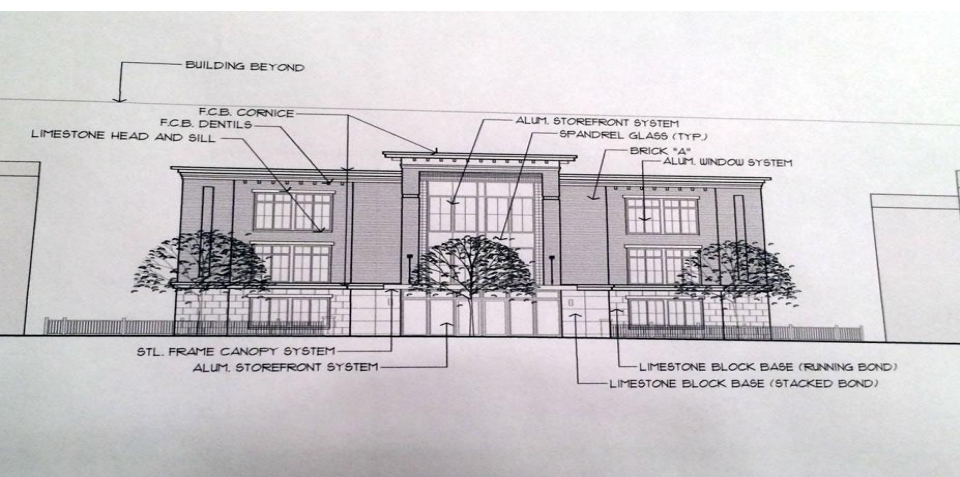 BUILDING BEYOND
F.C.B. CORNICE
F.C.B. DENTILS
LIMESTONE HEAD AND SILL
ALUM. STOREFRONT SYSTEM
SPANDREL GLASS (TYP.)
BRICK "A"
ALUM. WINDOW SYSTEM
STL. FRAME CANOPY SYSTEM
ALUM. STOREFRONT SYSTEM
LIMESTONE BLOCK BASE (RUNNING BOND)
LIMESTONE BLOCK BASE (STACKED BOND)